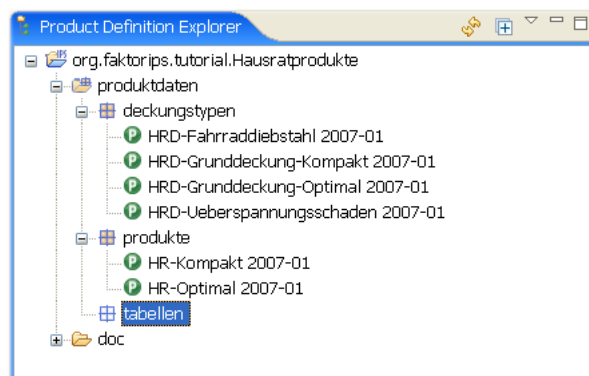 Product Definition Explorer
org.faktorips.tutorial.Hausratprodukte
produktdaten
deckungstypen
HRD-Fahrraddiebstahl 2007-01
HRD-Grunddeckung-Kompakt 2007-01
HRD-Grunddeckung-Optimal 2007-01
HRD-Ueberspannungsschaden 2007-01
produkte
HR-Kompakt 2007-01
HR-Optimal 2007-01
tabellen
doc